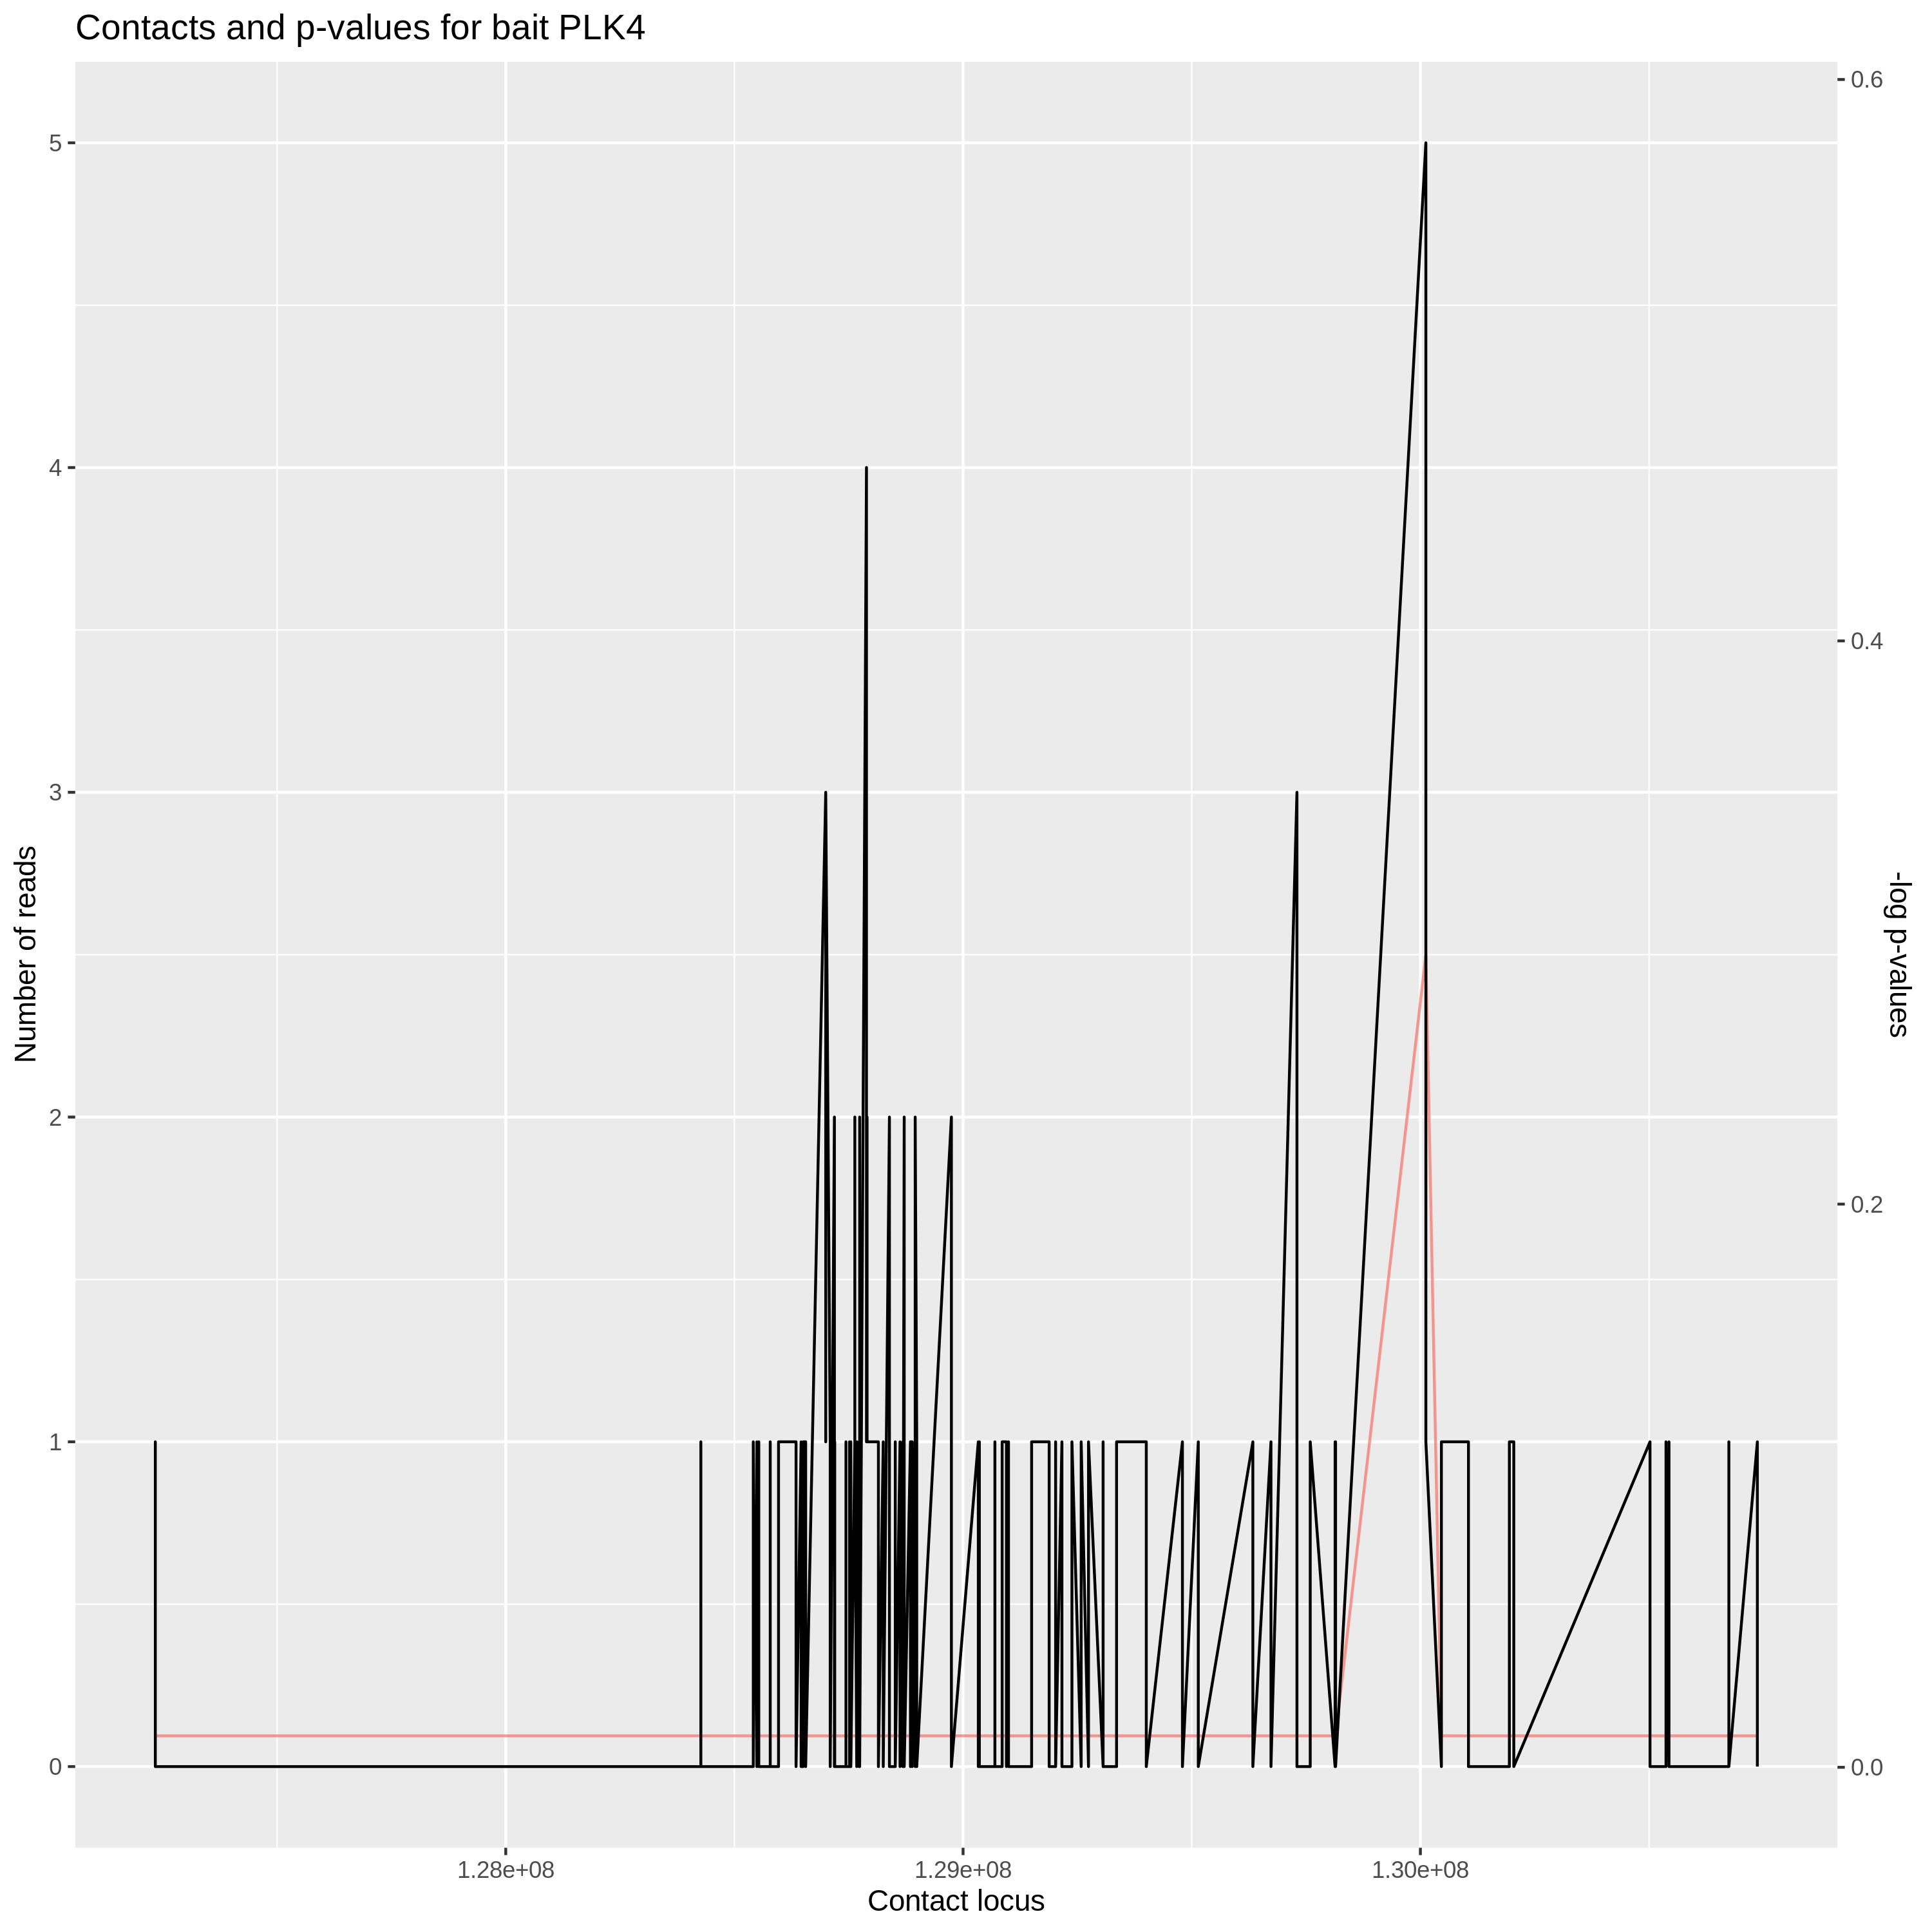 Contacts and p-values for bait PLK4
0.6
5
4
0.4
3
Number of reads
-log p-values
2
0.2
1
0
0.0
1.28e+08
1.29e+08
1.30e+08
Contact locus